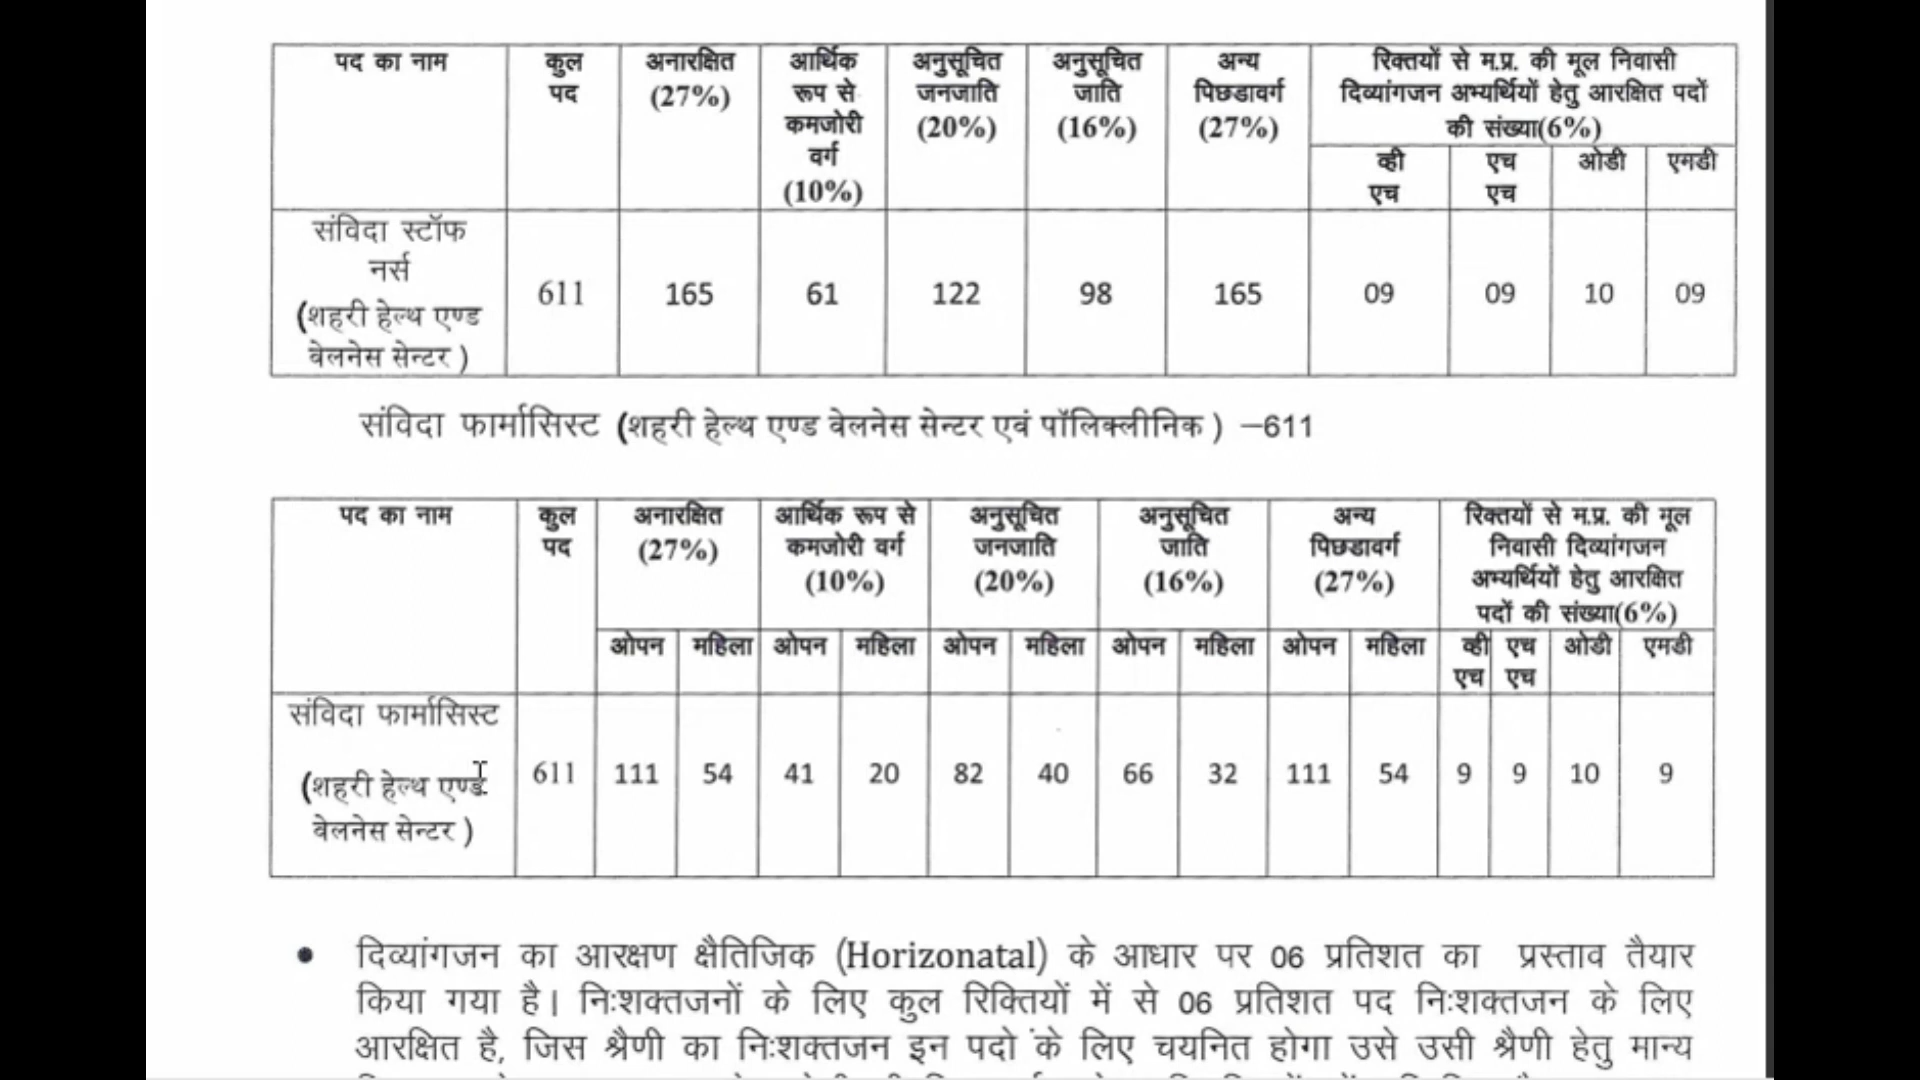 पद का नाम
कुल
पद
अनारक्षित
(27%)
आर्थिक
रूप से
कमजोरी
वर्ग
(10%)
अनुसूचित
जनजाति
(20%)
अनुसूचित
जाति
(16%)
अन्य
पिछडावर्ग
(27%)
रिक्तयों से म.प्र. की मूल निवासी
दिव्यांगजन अभ्यर्थियों हेतु आरक्षित पदों
की संख्या(6%)
व्ही
एच
एच
एच
ओडी
एमडी
संविदा स्टॉफ
नर्स
(शहरी हेल्थ एण्ड
वेलनेस सेन्टर )
611 165 61 122 98 165 09 09 10 09
संविदा फार्मासिस्ट (शहरी हेल्थ एण्ड वेलनेस सेन्टर एवं पॉलिक्लीनिक ) –611
पद का नाम
कुल
पद
अनारक्षित
(27%)
आर्थिक रूप से
कमजोरी वर्ग
(10%)
अनुसूचित
जनजाति
(20%)
अनुसूचित
जाति
(16%)
अन्य
पिछडावर्ग
(27%)
रिक्तयों से म.प्र. की मूल
निवासी दिव्यांगजन
अभ्यर्थियों हेतु आरक्षित
पदों की संख्या(6%)
ओपन महिला ओपन महिला ओपन महिला ओपन महिला ओपन महिला
व्ही
एच
एच
एच
ओडी
एमडी
संविदा फार्मासिस्ट
(शहरी हेल्थ एण्ड
वेलनेस सेन्टर )
611 111 54 41 20 82 40 66 32 111 54 9 9 10 9
• दिव्यांगजन का आरक्षण क्षैतिजिक (Horizonatal) के आधार पर 06 प्रतिशत का प्रस्ताव तैयार
किया गया है। निःशक्तजनों के लिए कुल रिक्तियों में से 06 प्रतिशत पद निःशक्तजन के लिए
आरक्षित है, जिस श्रैणी का निःशक्तजन इन पदो के लिए चयनित होगा उसे उसी श्रैणी हेतु मान्य